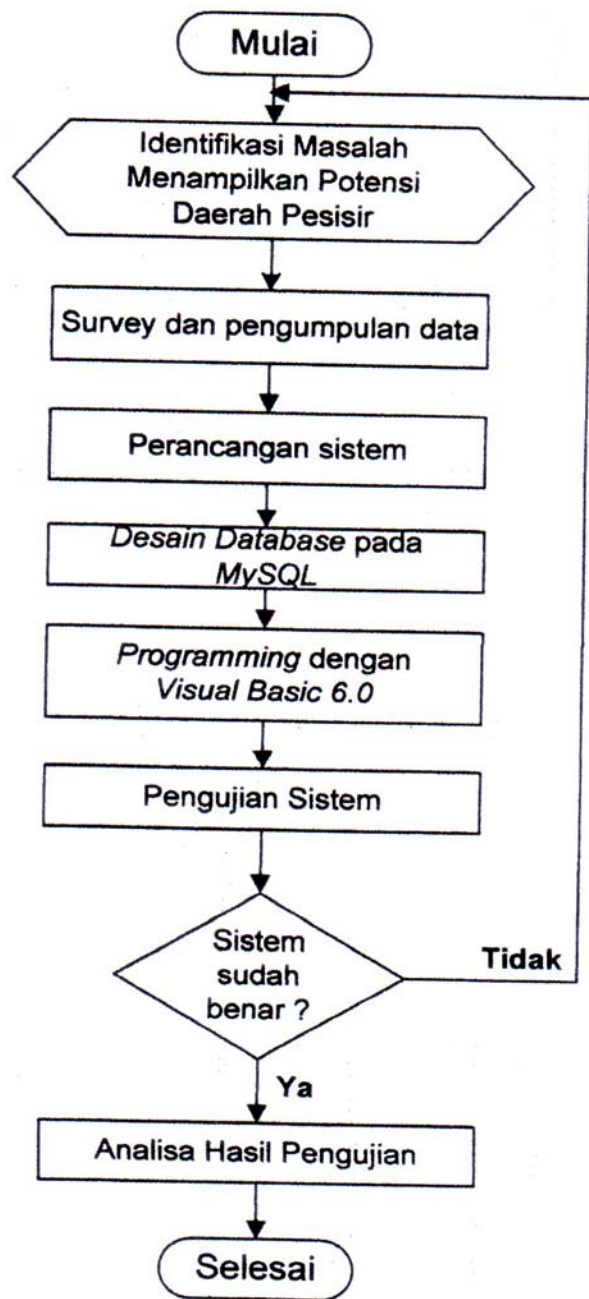 Mulai
Identifikasi Masalah
Menampilkan Potensi
Daerah Pesisir
Survey dan pengumpulan data
Perancangan sistem
Desain Database pada
MySQL
Programming dengan
Visual Basic 6.0
Pengujian Sistem
Sistem
sudah
benar ?
Tidak
Ya
Analisa Hasil Pengujian
Selesai